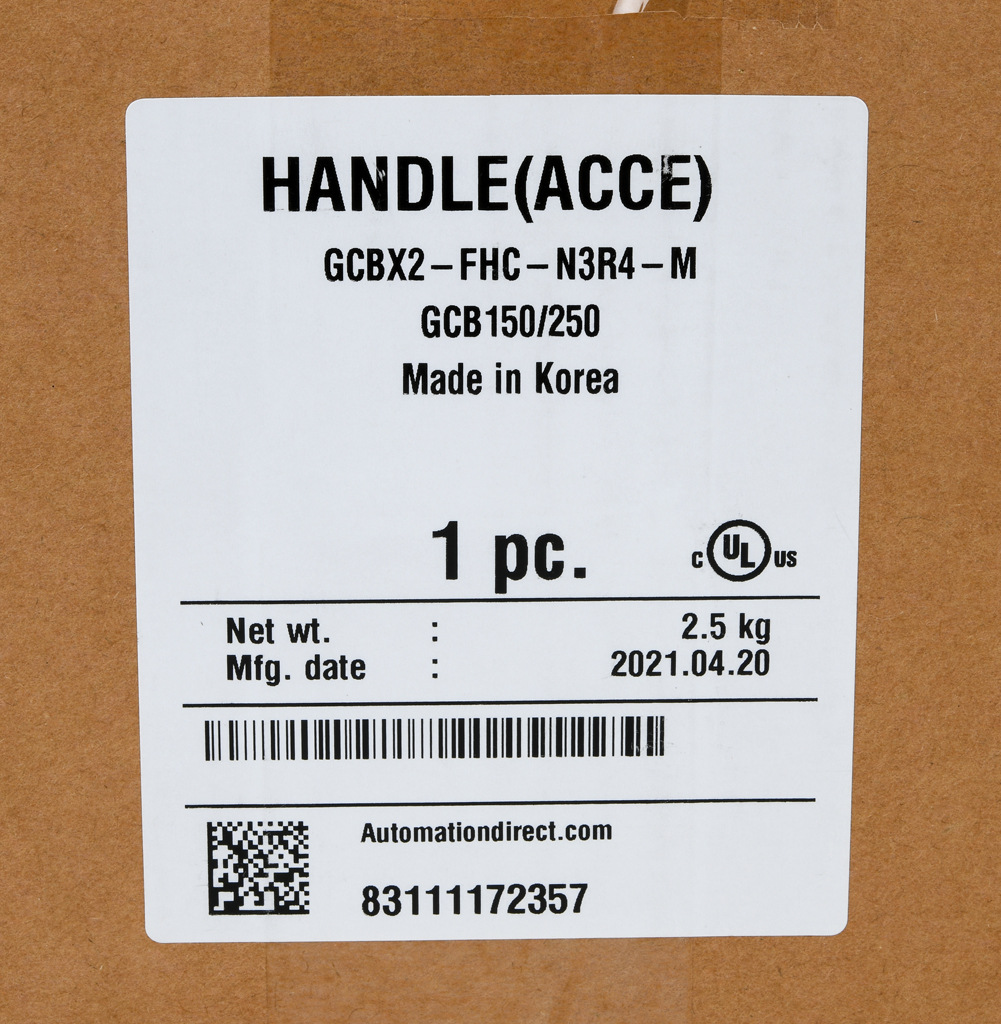 HANDLE(ACCE)
GCBX2-FHC-N3R4-M
GCB150/250
Made in Korea
1 pc.
C UL US
Net wt. : 2.5 kg
Mfg. date : 2021.04.20
Automationdirect.com
83111172357